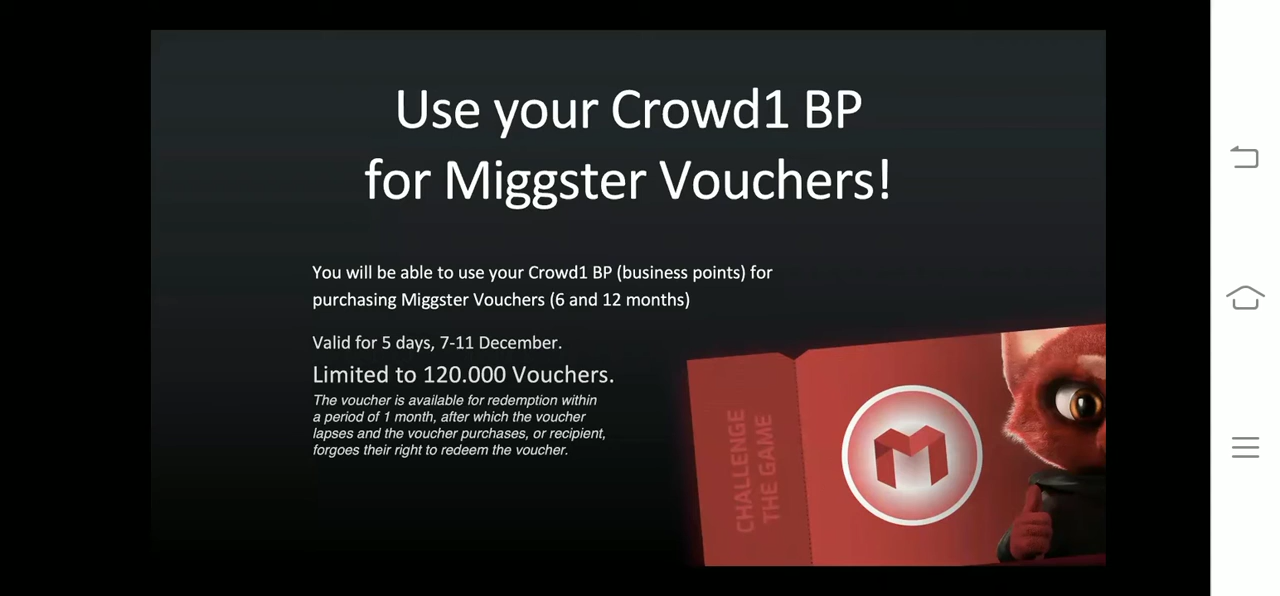 Use your Crowd1 BP
for Miggster Vouchers!
You will be able to use your Crowd1 BP (business points) for
purchasing Miggster Vouchers (6 and 12 months)
Valid for 5 days, 7-11 December.
Limited to 120.000 Vouchers.
The voucher is available for redemption within
a period of 1 month, after which the voucher
lapses and the voucher purchases, or recipient,
forgoes their right to redeem the voucher.
CHALLENGE
THE GAME
M